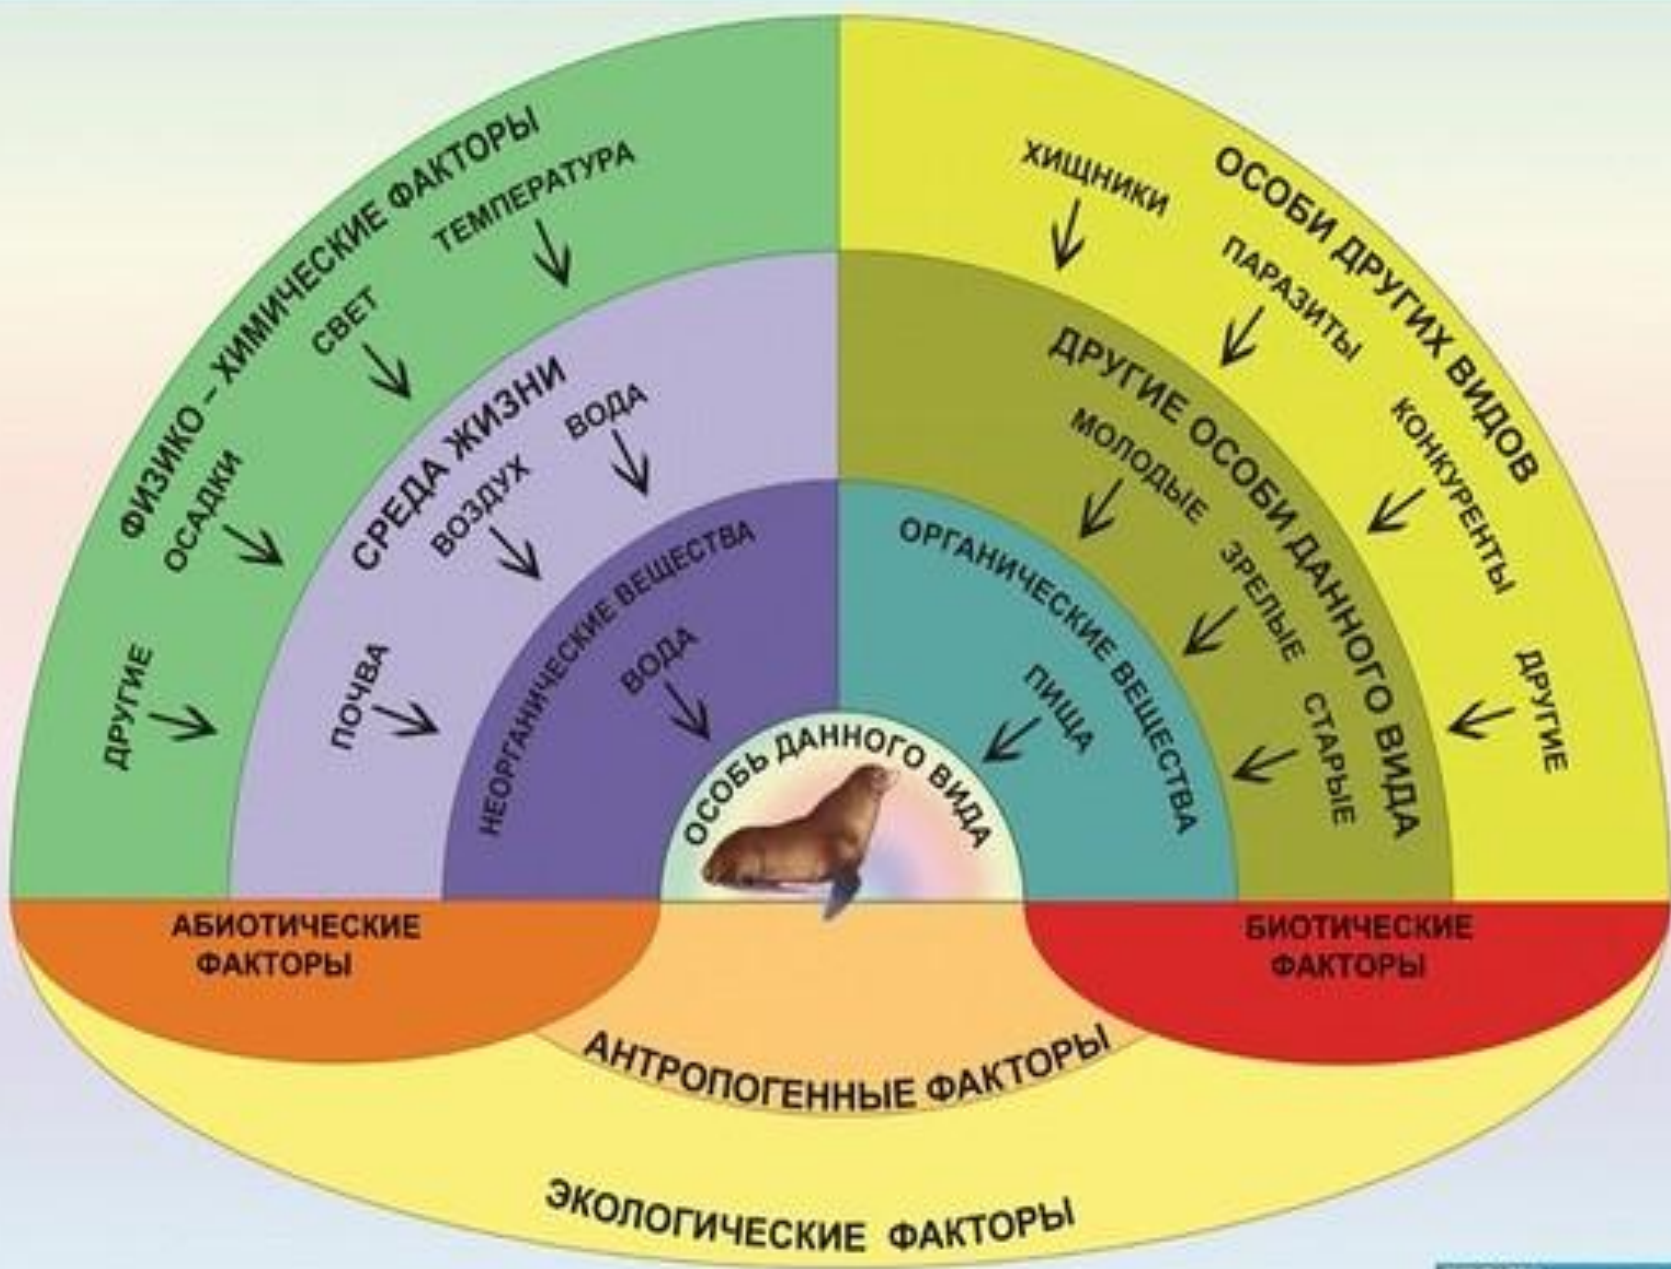 ФИЗИКО – ХИМИЧЕСКИЕ ФАКТОРЫ
ТЕМПЕРАТУРА
СВЕТ
ОСАДКИ
ДРУГИЕ
СРЕДА ЖИЗНИ
ВОДА
ВОЗДУХ
ПОЧВА
НЕОРГАНИЧЕСКИЕ ВЕЩЕСТВА
ВОДА
ОСОБИ ДРУГИХ ВИДОВ
ХИЩНИКИ
ПАРАЗИТЫ
КОНКУРЕНТЫ
ДРУГИЕ
ДРУГИЕ ОСОБИ ДАННОГО ВИДА
МОЛОДЫЕ
ЗРЕЛЫЕ
СТАРЫЕ
ОРГАНИЧЕСКИЕ ВЕЩЕСТВА
ПИЩА
ОСОБЬ ДАННОГО ВИДА
АБИОТИЧЕСКИЕ
ФАКТОРЫ
БИОТИЧЕСКИЕ
ФАКТОРЫ
АНТРОПОГЕННЫЕ ФАКТОРЫ
ЭКОЛОГИЧЕСКИЕ ФАКТОРЫ